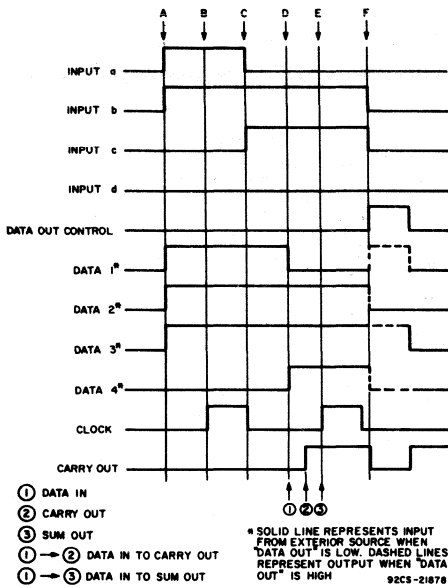 A B C D E F
INPUT a
INPUT b
INPUT c
INPUT d
DATA OUT CONTROL
DATA 1*
DATA 2*
DATA 3*
DATA 4*
CLOCK
CARRY OUT
① ② ③
① DATA IN
② CARRY OUT
③ SUM OUT
① → ② DATA IN TO CARRY OUT
① → ③ DATA IN TO SUM OUT
* SOLID LINE REPRESENTS INPUT
FROM EXTERIOR SOURCE WHEN
"DATA OUT" IS LOW. DASHED LINES
REPRESENT OUTPUT WHEN "DATA
OUT" IS HIGH
92CS-21878